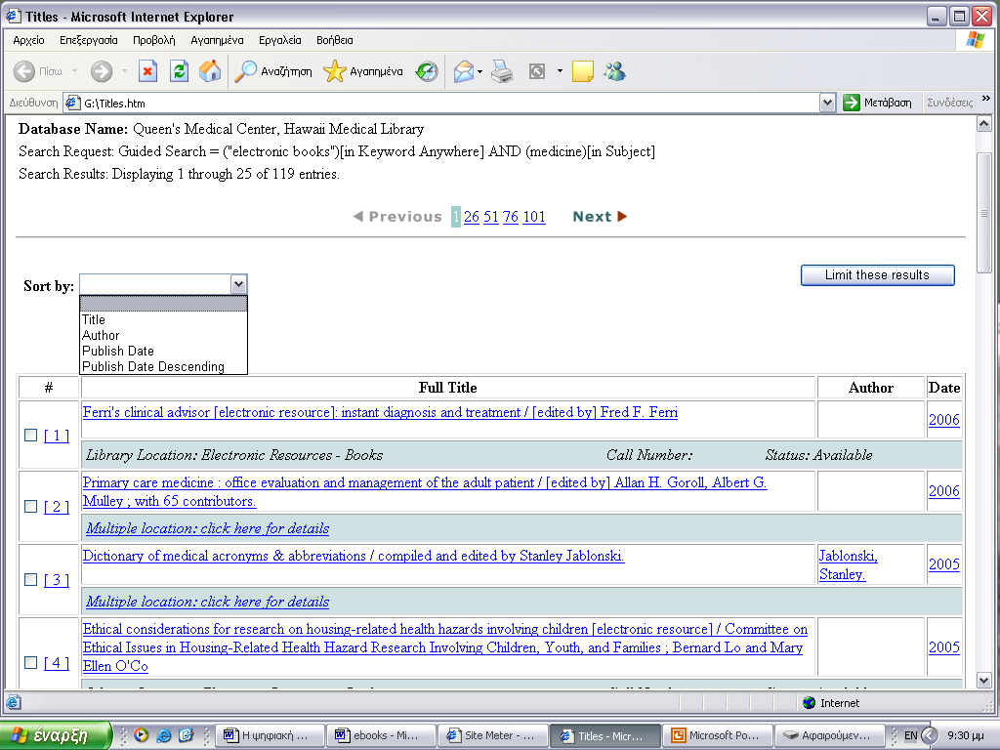 Titles - Microsoft Internet Explorer
Αρχείο Επεξεργασία Προβολή Αγαπημένα Εργαλεία Βοήθεια
Πίσω Αναζήτηση Αγαπημένα
Διεύθυνση G:\Titles.htm Μετάβαση Συνδέσεις »
Database Name: Queen's Medical Center, Hawaii Medical Library
Search Request: Guided Search = ("electronic books")[in Keyword Anywhere] AND (medicine)[in Subject]
Search Results: Displaying 1 through 25 of 119 entries.
Previous 1 26 51 76 101 Next
Limit these results
Sort by:
Title
Author
Publish Date
Publish Date Descending
# Full Title Author Date
Ferri's clinical advisor [electronic resource]: instant diagnosis and treatment / [edited by] Fred F. Ferri
[ 1 ] 2006
Library Location: Electronic Resources - Books Call Number: Status: Available
Primary care medicine : office evaluation and management of the adult patient / [edited by] Allan H. Goroll, Albert G.
Mulley ; with 65 contributors.
[ 2 ] 2006
Multiple location: click here for details
Dictionary of medical acronyms & abbreviations / compiled and edited by Stanley Jablonski. Jablonski,
Stanley.
[ 3 ] 2005
Multiple location: click here for details
Ethical considerations for research on housing-related health hazards involving children [electronic resource] / Committee on
Ethical Issues in Housing-Related Health Hazard Research Involving Children, Youth, and Families ; Bernard Lo and Mary
Ellen O'Co
[ 4 ] 2005
Internet
έναρξη Η ψηφιακή ... ebooks - Mi... Site Meter - ... Titles - Micr... Microsoft Po... Αφαιρούμεν... EN 9:30 μμ